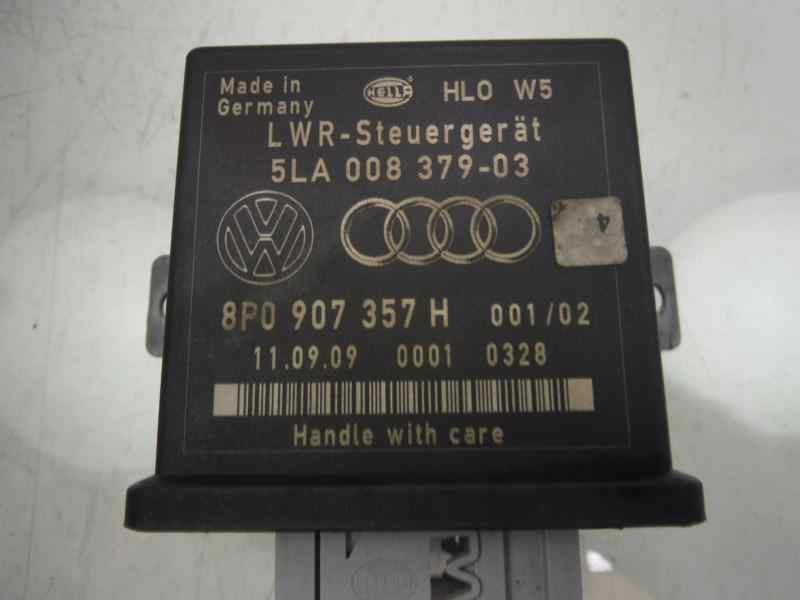 Made in
Germany
HELLA
HLO W5
LWR-Steuergerät
5LA 008 379-03
VW
4
8P0 907 357 H 001/02
11.09.09 0001 0328
Handle with care